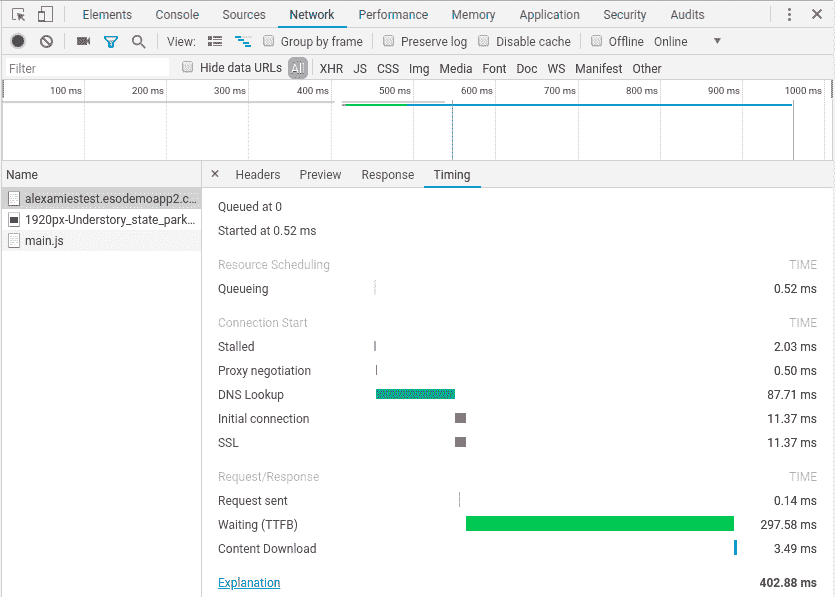 Elements Console Sources Network Performance Memory Application Security Audits
View: Group by frame Preserve log Disable cache Offline Online
Filter Hide data URLs All XHR JS CSS Img Media Font Doc WS Manifest Other
100 ms 200 ms 300 ms 400 ms 500 ms 600 ms 700 ms 800 ms 900 ms 1000 ms
Name × Headers Preview Response Timing
alexamiestest.esodemoapp2.c...
1920px-Understory_state_park...
main.js
Queued at 0
Started at 0.52 ms
Resource Scheduling TIME
Queueing 0.52 ms
Connection Start TIME
Stalled 2.03 ms
Proxy negotiation 0.50 ms
DNS Lookup 87.71 ms
Initial connection 11.37 ms
SSL 11.37 ms
Request/Response TIME
Request sent 0.14 ms
Waiting (TTFB) 297.58 ms
Content Download 3.49 ms
Explanation 402.88 ms